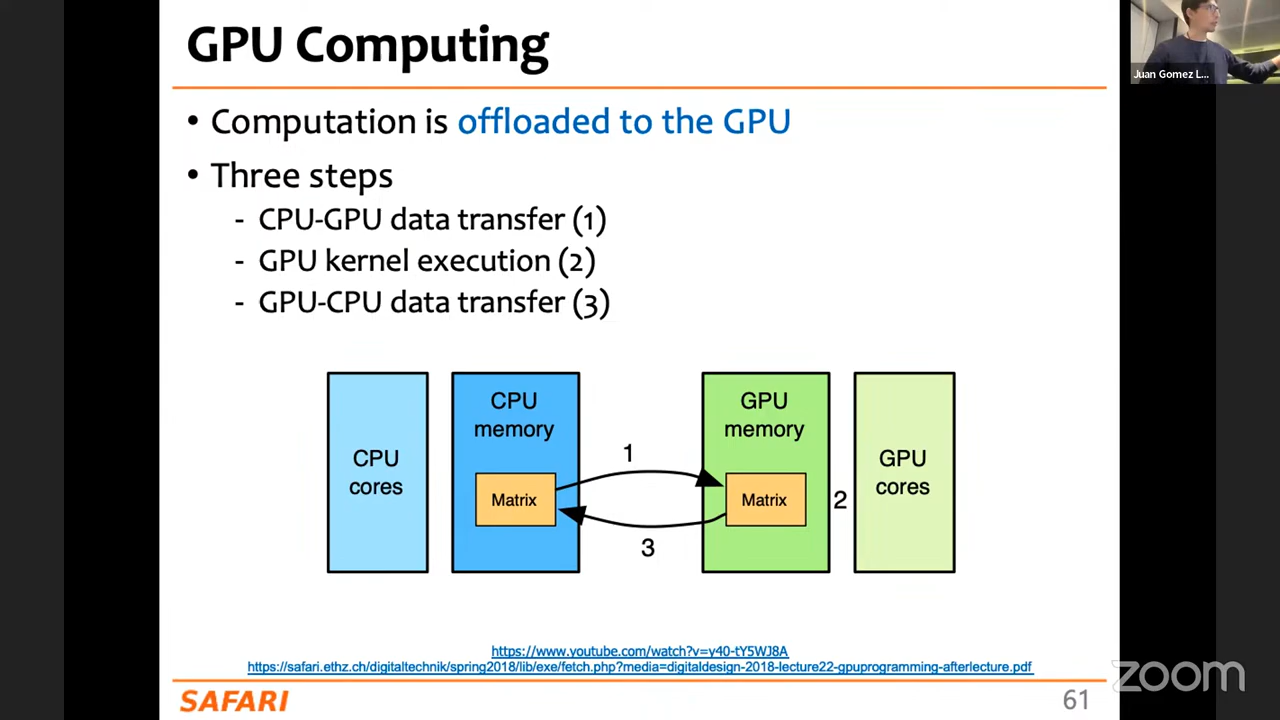 GPU Computing
Juan Gomez L...
• Computation is offloaded to the GPU
• Three steps
- CPU-GPU data transfer (1)
- GPU kernel execution (2)
- GPU-CPU data transfer (3)
CPU
cores
CPU
memory
Matrix
1
3
GPU
memory
Matrix
2
GPU
cores
https://www.youtube.com/watch?v=y40-tY5WJ8A
https://safari.ethz.ch/digitaltechnik/spring2018/lib/exe/fetch.php?media=digitaldesign-2018-lecture22-gpuprogramming-afterlecture.pdf
SAFARI
61
zoom